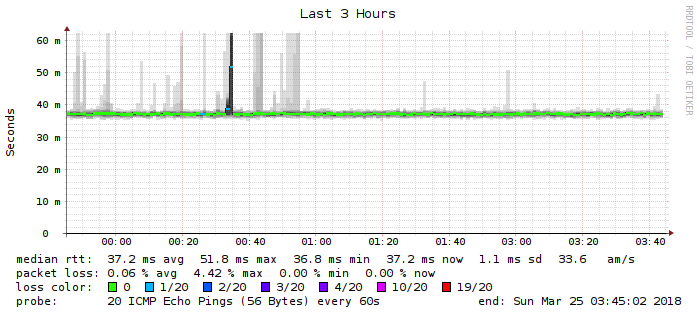 Last 3 Hours
RRDTOOL / TOBI OETIKER
Seconds
60 m
50 m
40 m
30 m
20 m
10 m
0
00:00 00:20 00:40 01:00 01:20 01:40 02:00 02:20 02:40 03:00 03:20 03:40
median rtt: 37.2 ms avg 51.8 ms max 36.8 ms min 37.2 ms now 1.1 ms sd 33.6 am/s
packet loss: 0.06 % avg 4.42 % max 0.00 % min 0.00 % now
loss color: 0 1/20 2/20 3/20 4/20 10/20 19/20
probe: 20 ICMP Echo Pings (56 Bytes) every 60s end: Sun Mar 25 03:45:02 2018